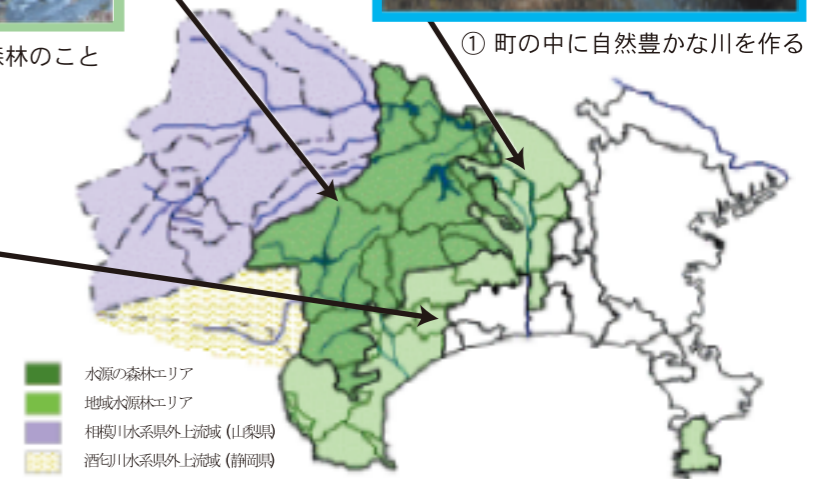 林のこと
① 町の中に自然豊かな川を作る
水源の森林エリア
地域水源林エリア
相模川水系県外上流域 (山梨県)
酒匂川水系県外上流域 (静岡県)